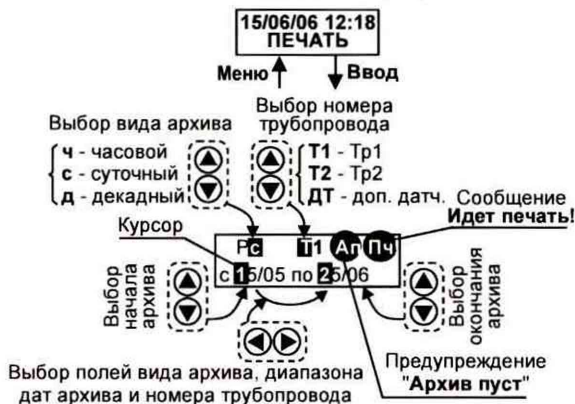 15/06/06 12:18
ПЕЧАТЬ
Меню
Ввод
Выбор вида архива
ч - часовой
с - суточный
д - декадный
Выбор номера
трубопровода
Т1 - Тр1
Т2 - Тр2
ДТ - доп. датч.
Сообщение
Идет печать!
Курсор
Рс Т1 Ап Пч
с 15/05 по 25/06
Выбор
начала
архива
Выбор
окончания
архива
Выбор полей вида архива, диапазона
дат архива и номера трубопровода
Предупреждение
"Архив пуст"